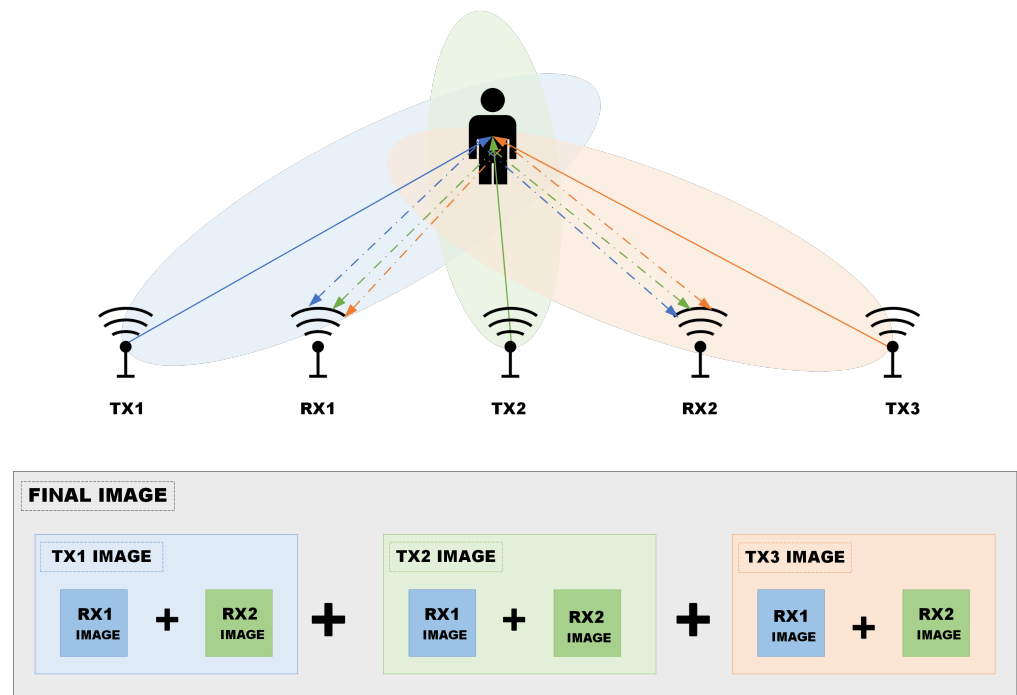 TX1
RX1
TX2
RX2
TX3
FINAL IMAGE
TX1 IMAGE
RX1
IMAGE
+
RX2
IMAGE
+
TX2 IMAGE
RX1
IMAGE
+
RX2
IMAGE
+
TX3 IMAGE
RX1
IMAGE
+
RX2
IMAGE